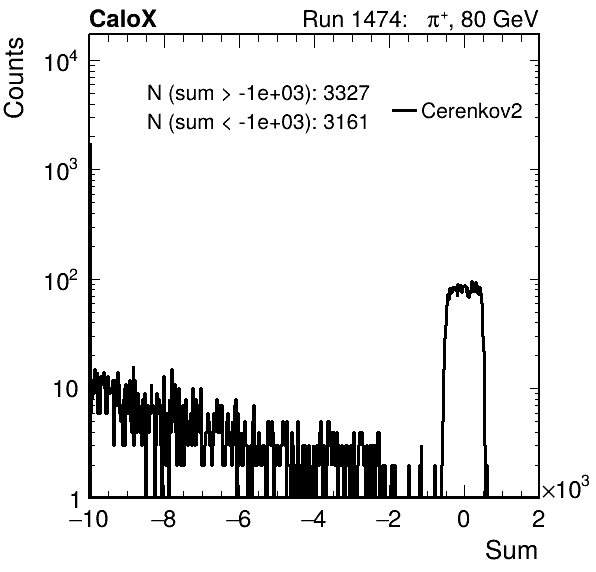 CaloX Run 1474: π⁺, 80 GeV
Counts
N (sum > -1e+03): 3327
N (sum < -1e+03): 3161
Cerenkov2
10⁴
10³
10²
10
1
−10 −8 −6 −4 −2 0 2
×10³
Sum